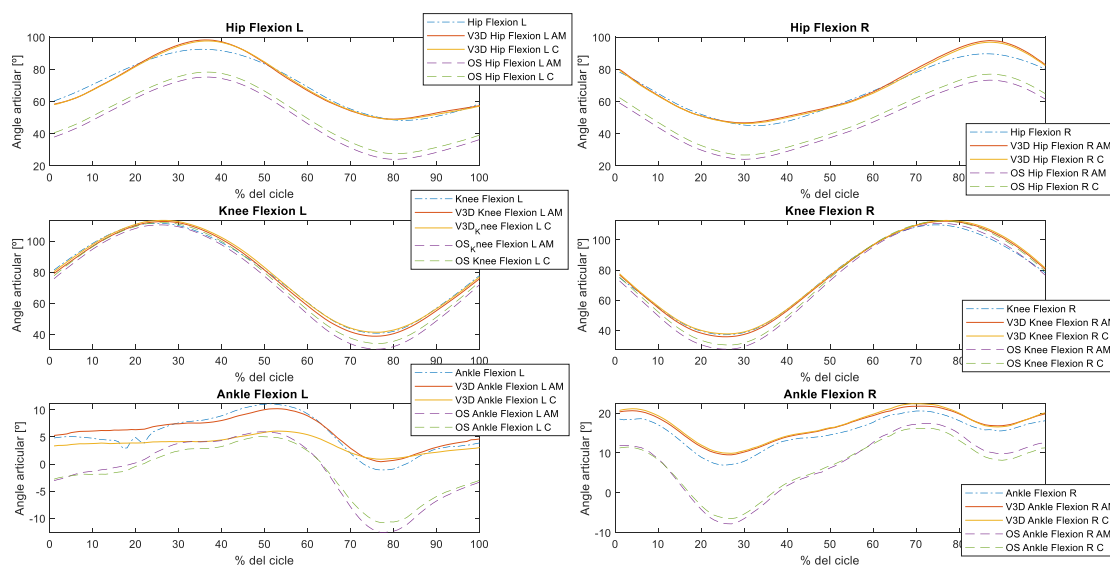 Hip Flexion L
Angle articular [º]
100
80
60
40
20
0 10 20 30 40 50 60 70 80 90 100
% del cicle
Hip Flexion L
V3D Hip Flexion L AM
V3D Hip Flexion L C
OS Hip Flexion L AM
OS Hip Flexion L C
Hip Flexion R
Angle articular [º]
100
80
60
40
20
0 10 20 30 40 50 60 70 80
% del cicle
Hip Flexion R
V3D Hip Flexion R AM
V3D Hip Flexion R C
OS Hip Flexion R AM
OS Hip Flexion R C
Knee Flexion L
Angle articular [º]
100
80
60
40
0 10 20 30 40 50 60 70 80 90 100
% del cicle
Knee Flexion L
V3D Knee Flexion L AM
V3DKnee Flexion L C
OSKnee Flexion L AM
OS Knee Flexion L C
Knee Flexion R
Angle articular [º]
100
80
60
40
0 10 20 30 40 50 60 70 80
% del cicle
Knee Flexion R
V3D Knee Flexion R AM
V3D Knee Flexion R C
OS Knee Flexion R AM
OS Knee Flexion R C
Ankle Flexion L
Angle articular [º]
10
5
0
-5
-10
0 10 20 30 40 50 60 70 80 90 100
% del cicle
Ankle Flexion L
V3D Ankle Flexion L AM
V3D Ankle Flexion L C
OS Ankle Flexion L AM
OS Ankle Flexion L C
Ankle Flexion R
Angle articular [º]
20
10
0
-10
0 10 20 30 40 50 60 70 80
% del cicle
Ankle Flexion R
V3D Ankle Flexion R AM
V3D Ankle Flexion R C
OS Ankle Flexion R AM
OS Ankle Flexion R C